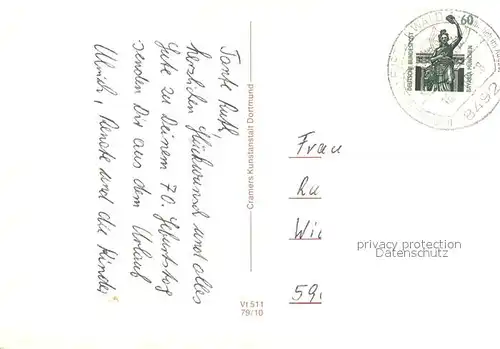 Tante Ruth
herzlichen Glückwunsch und alles
Gute zu Deinem 70. Geburtstag
senden Dir aus dem Urlaub
Ulrich, Renate und die Kinder
Cramers Kunstanstalt Dortmund
Vt 511
79/10
60
DEUTSCHE BUNDESPOST
BAVARIA MÜNCHEN
WALD
8492
Frau
Ru
Wi
59,
privacy protection
Datenschutz